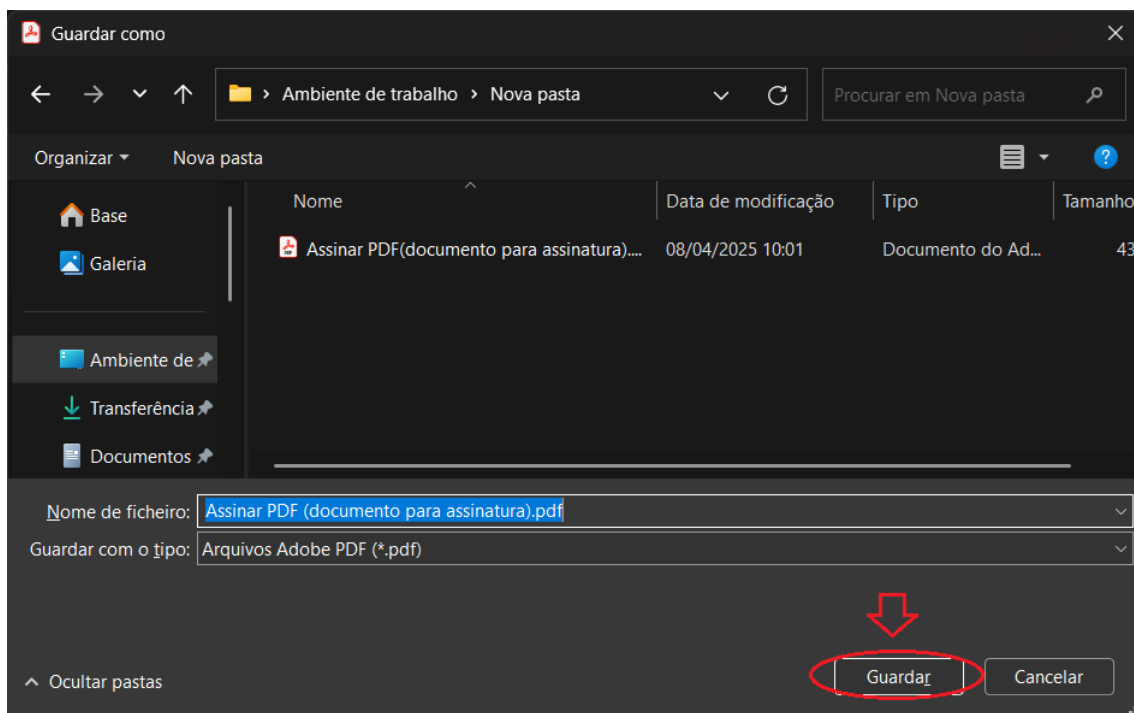 Guardar como
Ambiente de trabalho > Nova pasta
Procurar em Nova pasta
Organizar
Nova pasta
?
Nome
Data de modificação
Tipo
Tamanho
Base
Galeria
Assinar PDF(documento para assinatura)....
08/04/2025 10:01
Documento do Ad...
43
Ambiente de
Transferência
Documentos
Nome de ficheiro: Assinar PDF (documento para assinatura).pdf
Guardar com o tipo: Arquivos Adobe PDF (*.pdf)
Ocultar pastas
Guardar
Cancelar